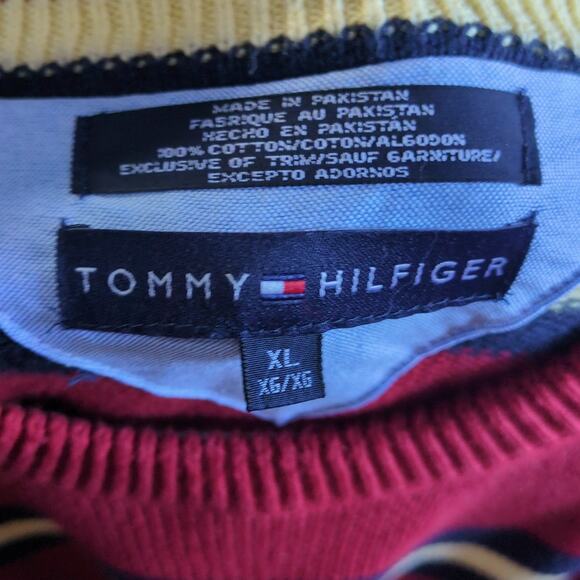 MADE IN PAKISTAN
FABRIQUE AU PAKISTAN
HECHO EN PAKISTÁN
100% COTTON/COTON/ALGODON
EXCLUSIVE OF TRIM/SAUF GARNITURE/
EXCEPTO ADORNOS
TOMMY HILFIGER
XL
XG/XG